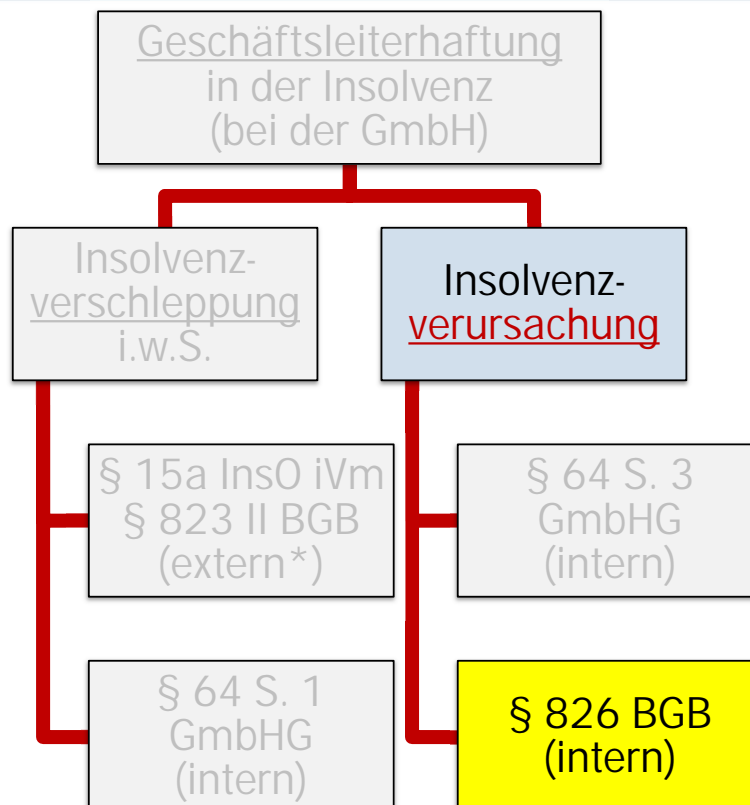 Geschäftsleiterhaftung
in der Insolvenz
(bei der GmbH)
Insolvenz-
verschleppung
i.w.S.
Insolvenz-
verursachung
§ 15a InsO iVm
§ 823 II BGB
(extern*)
§ 64 S. 3
GmbHG
(intern)
§ 64 S. 1
GmbHG
(intern)
§ 826 BGB
(intern)